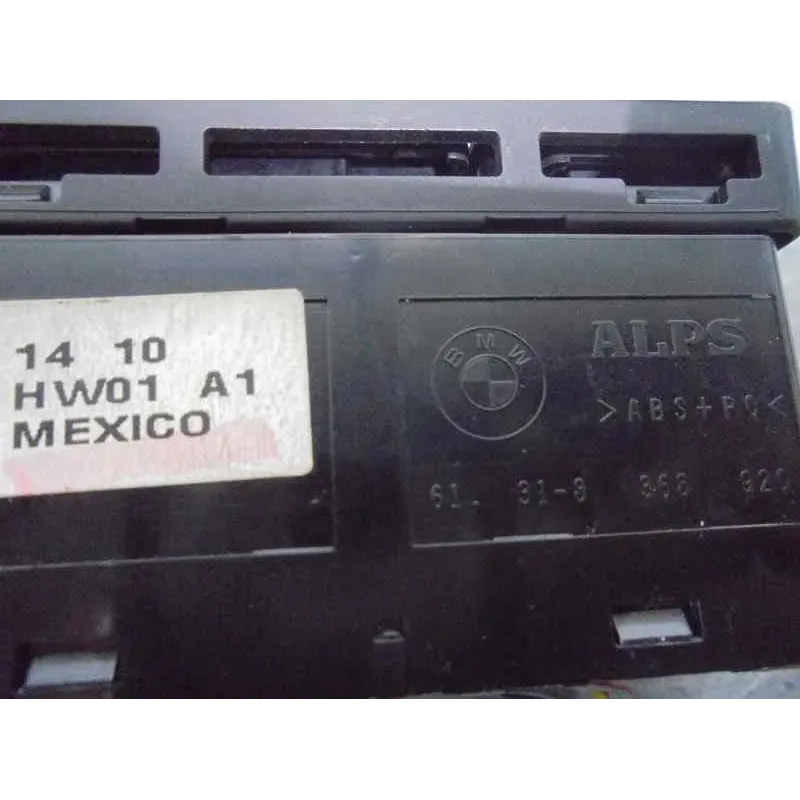 14 10
HW01 A1
MEXICO
BMW
ALPS
>ABS+PC<
61. 31-8 368 920